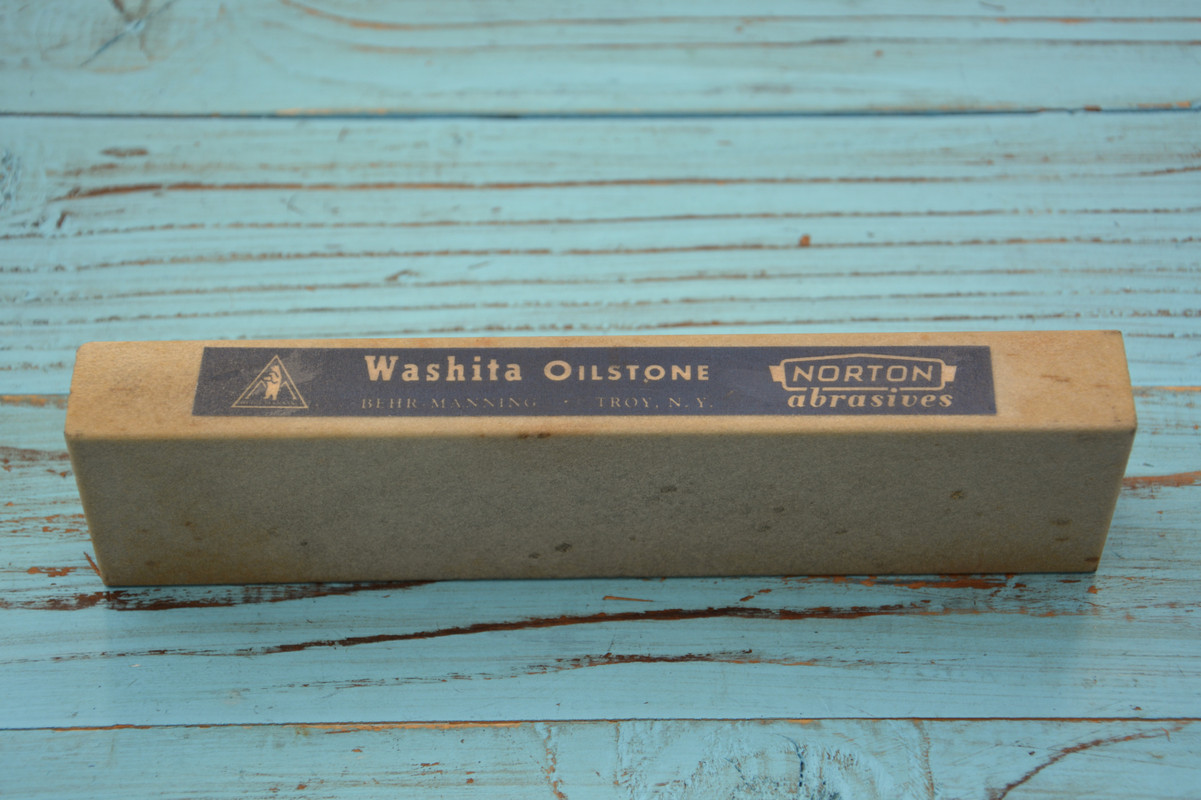 Washita OILSTONE
BEHR-MANNING · TROY, N. Y.
NORTON
abrasives